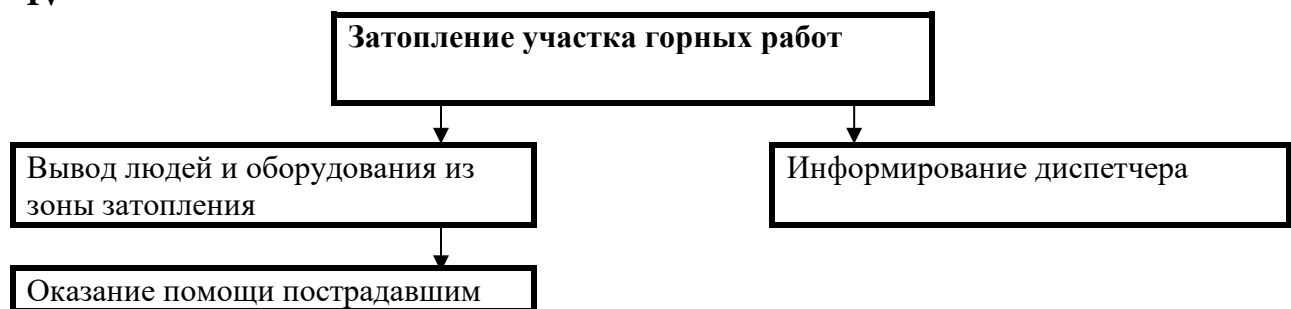 Затопление участка горных работ
Вывод людей и оборудования из
зоны затопления
Информирование диспетчера
Оказание помощи пострадавшим